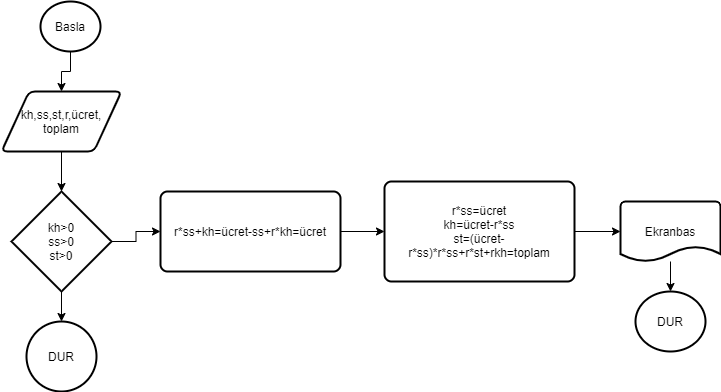 Basla
kh,ss,st,r,ücret,
toplam
kh>0
ss>0
st>0
r*ss+kh=ücret-ss+r*kh=ücret
r*ss=ücret
kh=ücret-r*ss
st=(ücret-
r*ss)*r*ss+r*st+rkh=toplam
Ekranbas
DUR
DUR